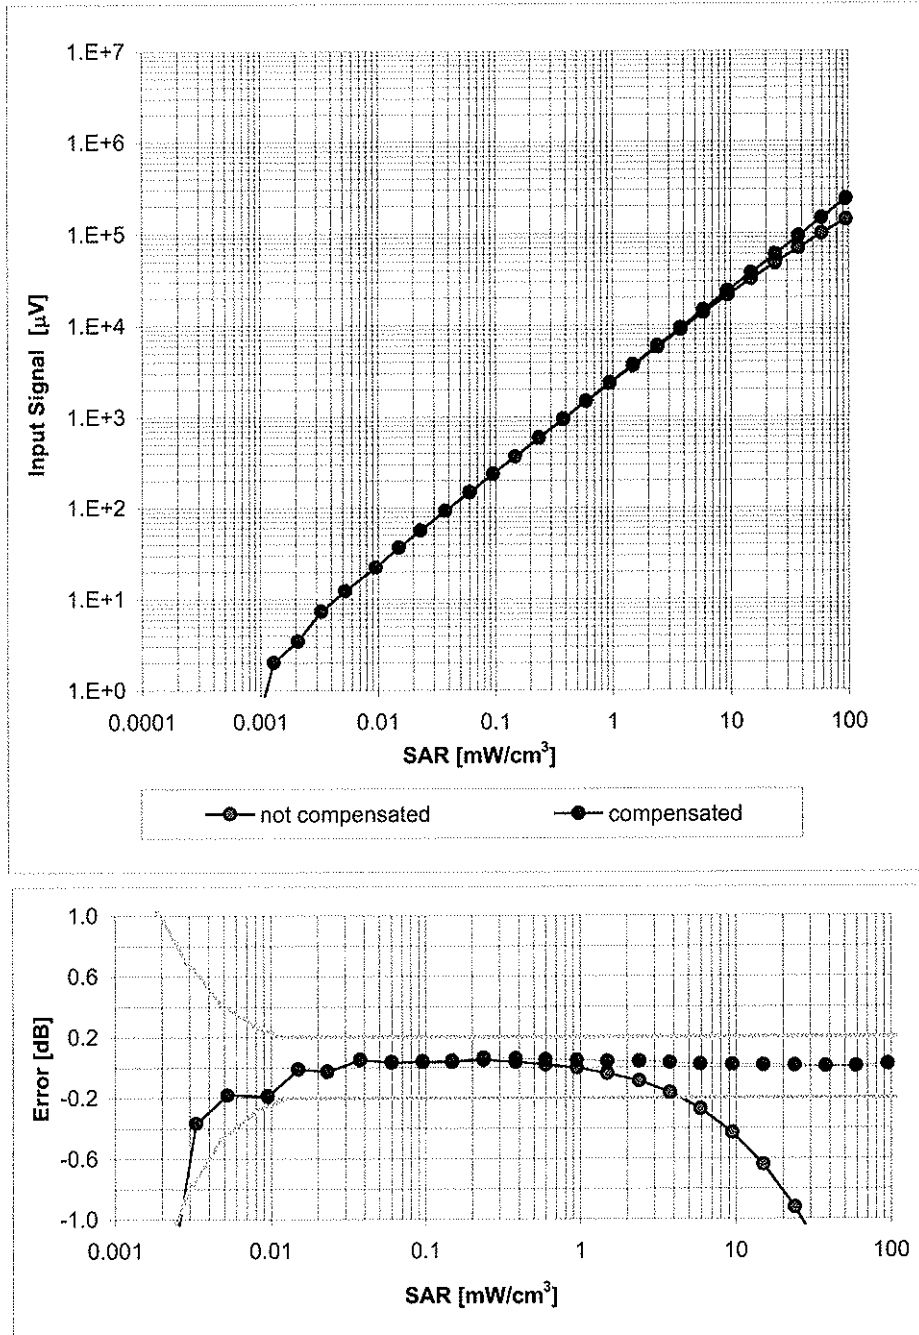 1.E+7
1.E+6
1.E+5
1.E+4
1.E+3
1.E+2
1.E+1
1.E+0
Input Signal [µV]
0.0001 0.001 0.01 0.1 1 10 100
SAR [mW/cm³]
not compensated compensated
1.0
0.6
0.2
-0.2
-0.6
-1.0
Error [dB]
0.001 0.01 0.1 1 10 100
SAR [mW/cm³]